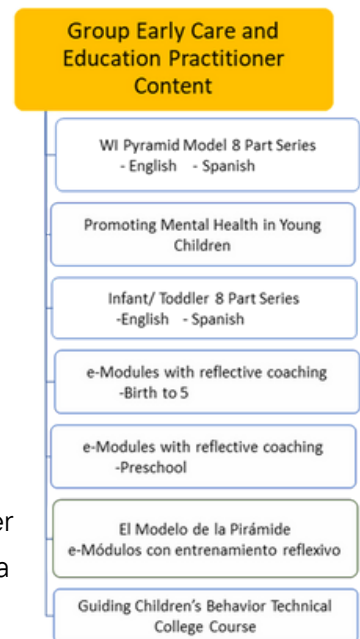 Group Early Care and
Education Practitioner
Content
WI Pyramid Model 8 Part Series
- English - Spanish
Promoting Mental Health in Young
Children
Infant/ Toddler 8 Part Series
-English - Spanish
e-Modules with reflective coaching
-Birth to 5
e-Modules with reflective coaching
-Preschool
er
a
El Modelo de la Pirámide
e-Módulos con entrenamiento reflexivo
Guiding Children's Behavior Technical
College Course